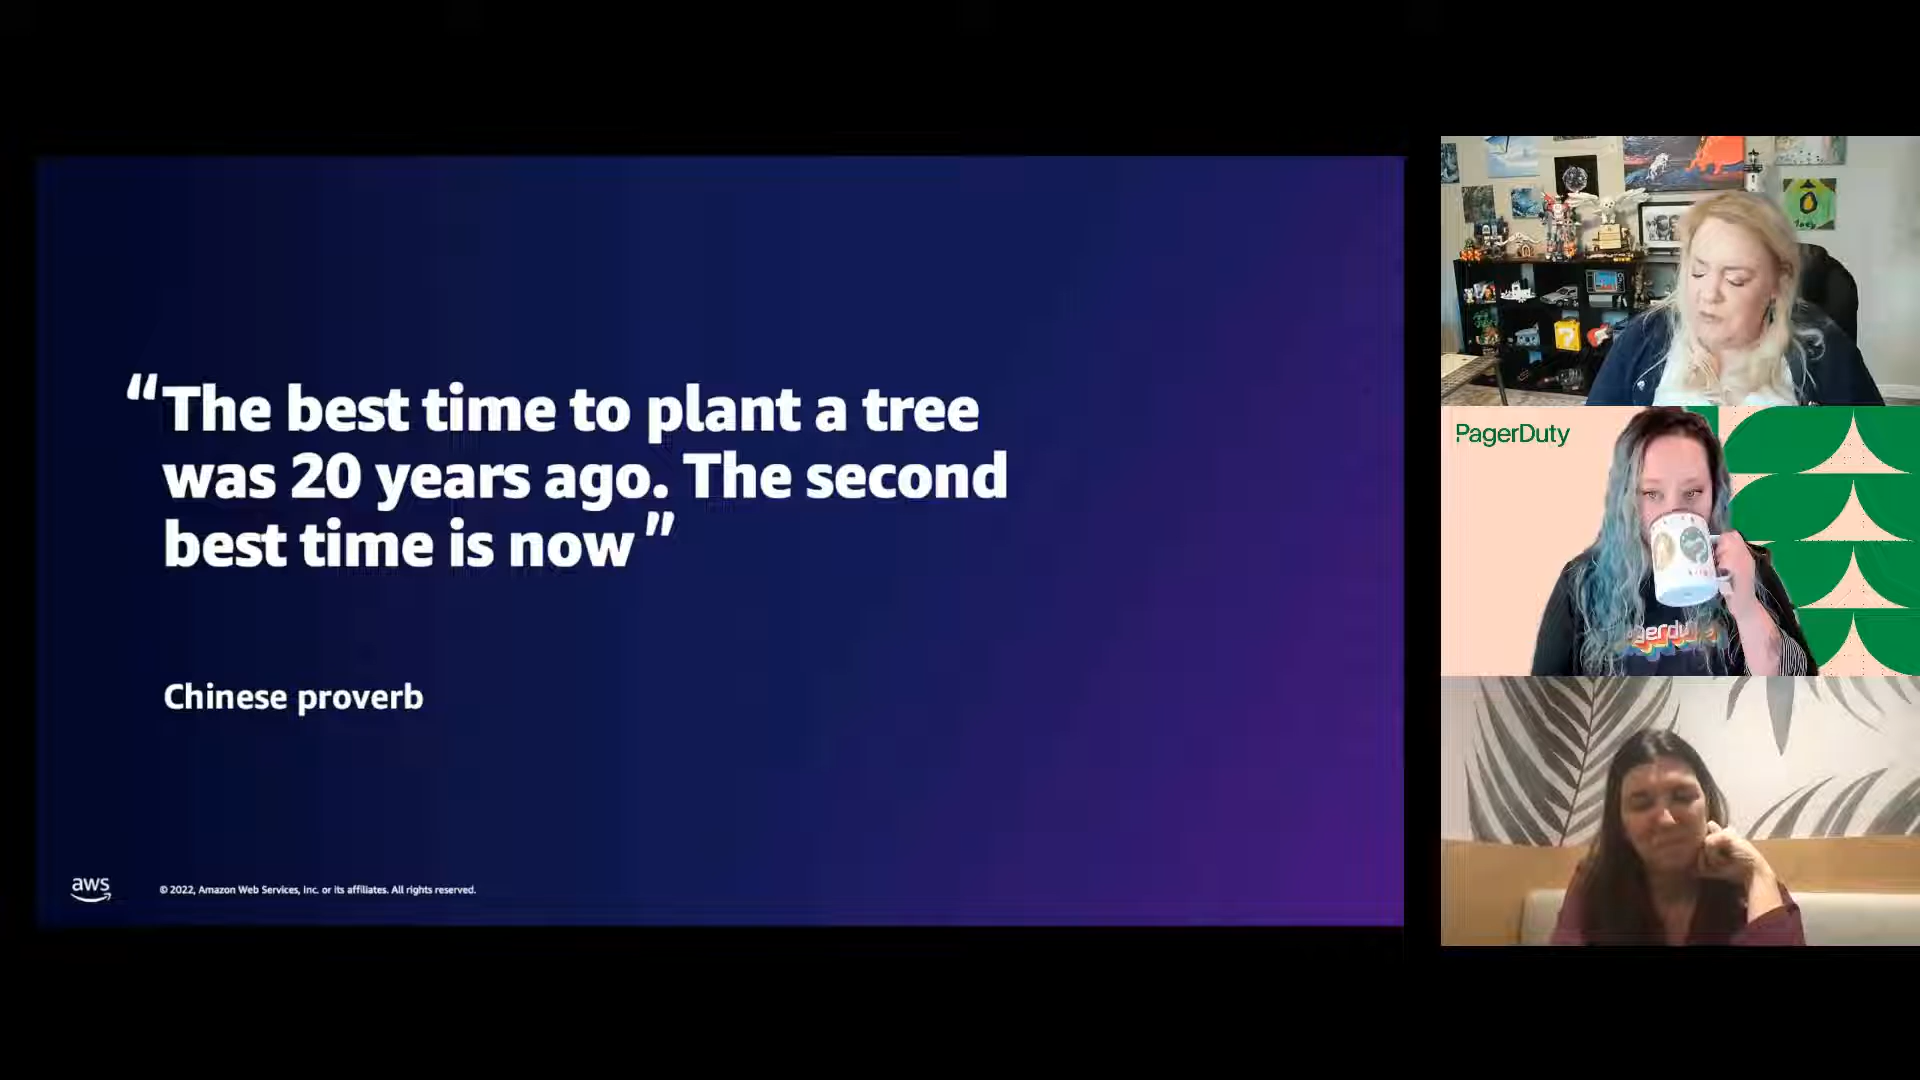 “The best time to plant a tree
was 20 years ago. The second
best time is now”
Chinese proverb
aws
© 2022, Amazon Web Services, Inc. or its affiliates. All rights reserved.
PagerDuty